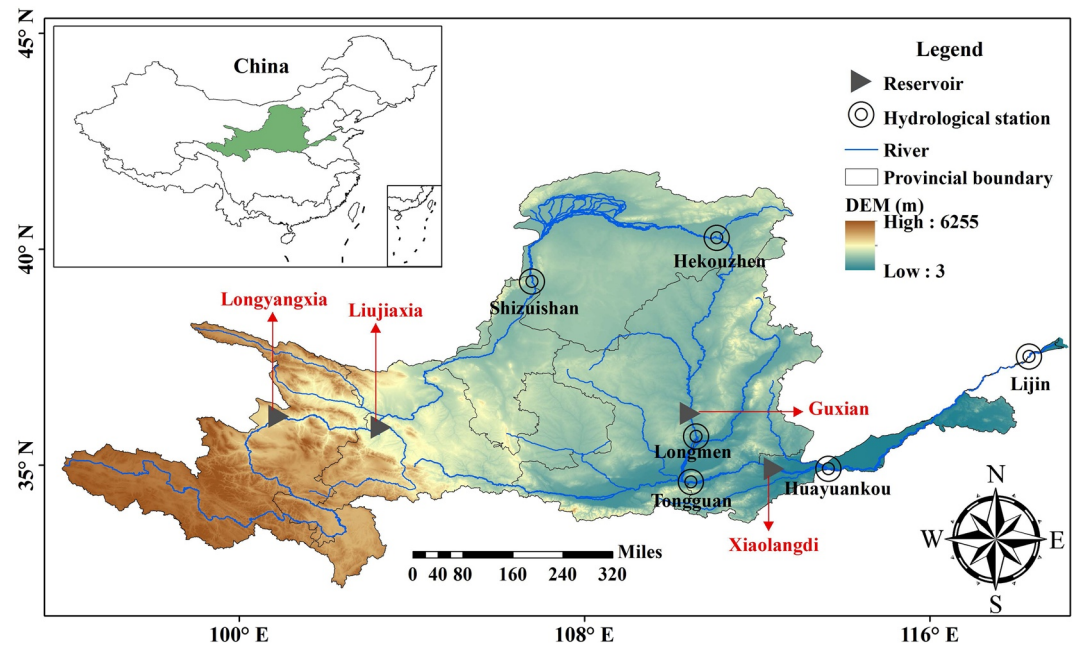 45° N
40° N
35° N
China
Legend
Reservoir
Hydrological station
River
Provincial boundary
DEM (m)
High : 6255
Low : 3
Hekouzhen
Shizuishan
Longyangxia
Liujiaxia
Lijin
Guxian
Longmen
Tongguan
Huayuankou
Xiaolangdi
Miles
0 40 80 160 240 320
N
W E
S
100° E 108° E 116° E